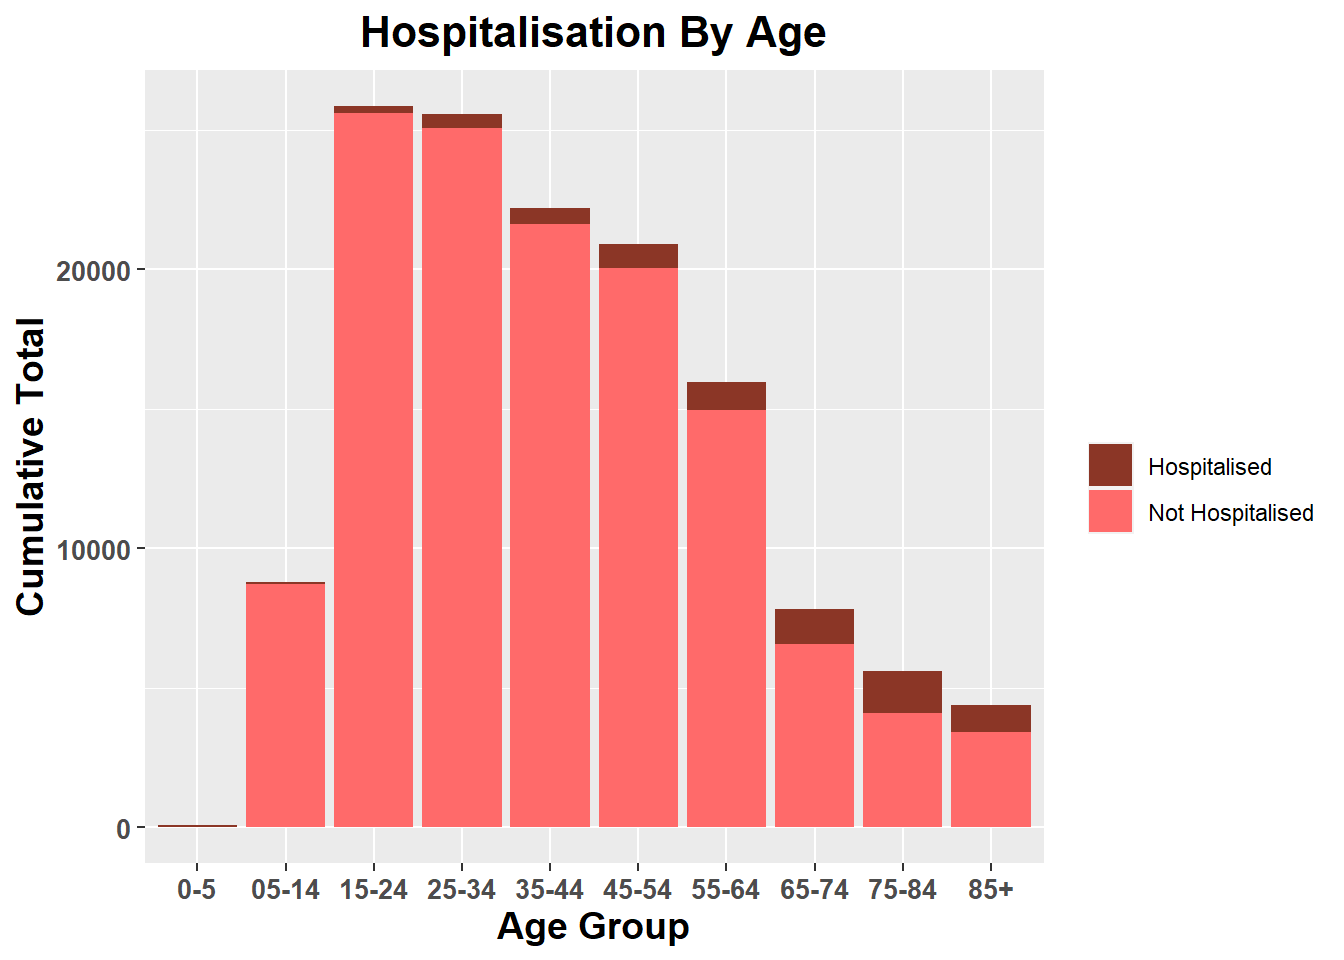 Hospitalisation By Age
Cumulative Total
20000
10000
0
0-5 05-14 15-24 25-34 35-44 45-54 55-64 65-74 75-84 85+
Age Group
Hospitalised
Not Hospitalised